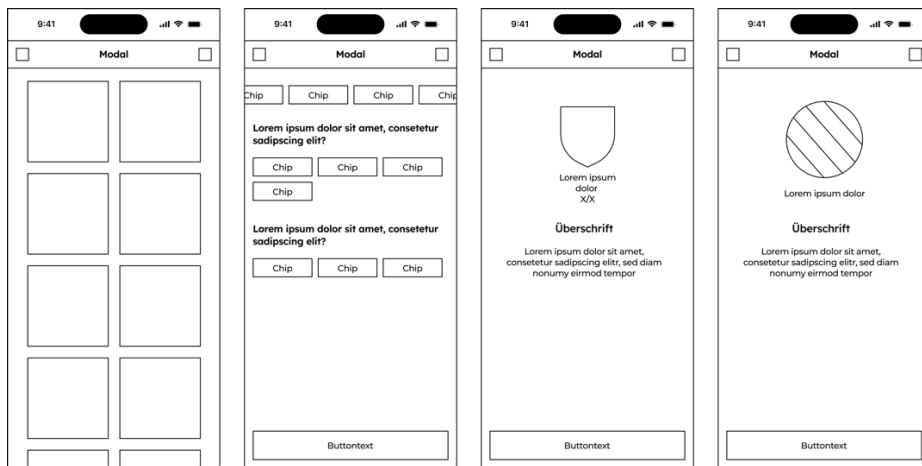 9:41
Modal
9:41
Modal
Chip
Chip
Chip
Chip
Lorem ipsum dolor sit amet, consetetur
sadipscing elit?
Chip
Chip
Chip
Chip
Lorem ipsum dolor sit amet, consetetur
sadipscing elit?
Chip
Chip
Chip
Buttontext
9:41
Modal
Lorem ipsum
dolor
X/X
Überschrift
Lorem ipsum dolor sit amet,
consetetur sadipscing elitr, sed diam
nonumy eirmod tempor
Buttontext
9:41
Modal
Lorem ipsum dolor
Überschrift
Lorem ipsum dolor sit amet,
consetetur sadipscing elitr, sed diam
nonumy eirmod tempor
Buttontext